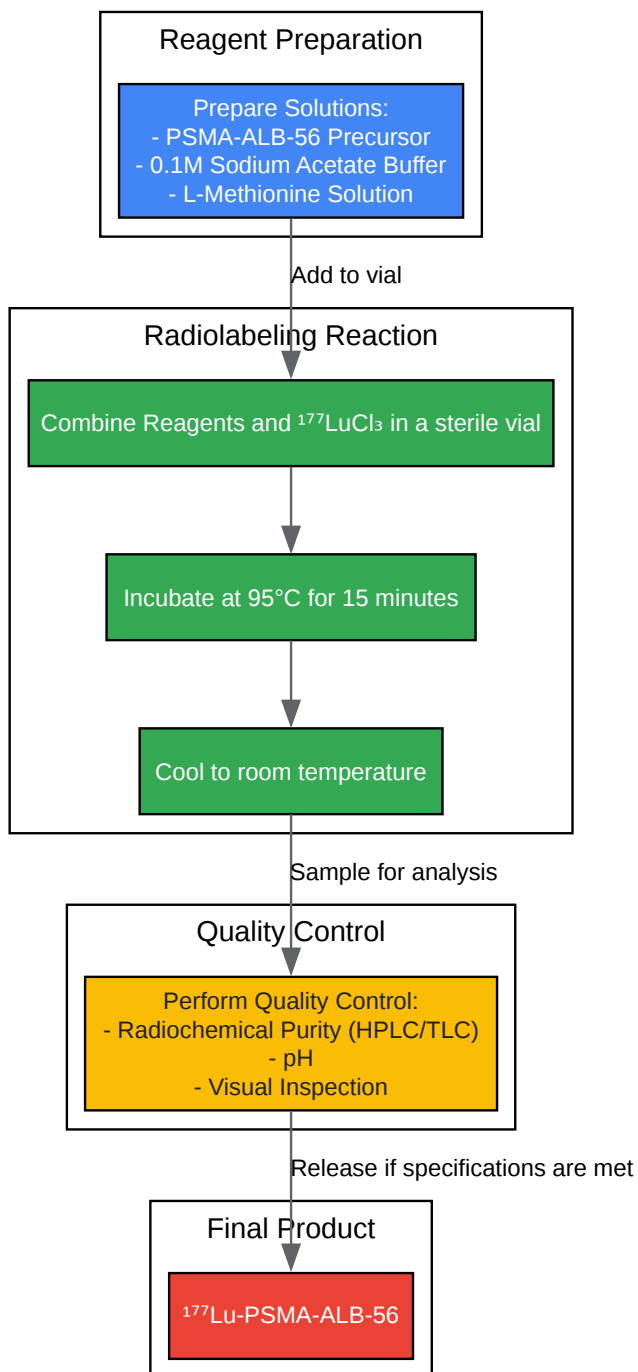 Reagent Preparation
Prepare Solutions:
- PSMA-ALB-56 Precursor
- 0.1M Sodium Acetate Buffer
- L-Methionine Solution
Add to vial
Radiolabeling Reaction
Combine Reagents and ¹⁷⁷LuCl₃ in a sterile vial
Incubate at 95°C for 15 minutes
Cool to room temperature
Sample for analysis
Quality Control
Perform Quality Control:
- Radiochemical Purity (HPLC/TLC)
- pH
- Visual Inspection
Release if specifications are met
Final Product
¹⁷⁷Lu-PSMA-ALB-56